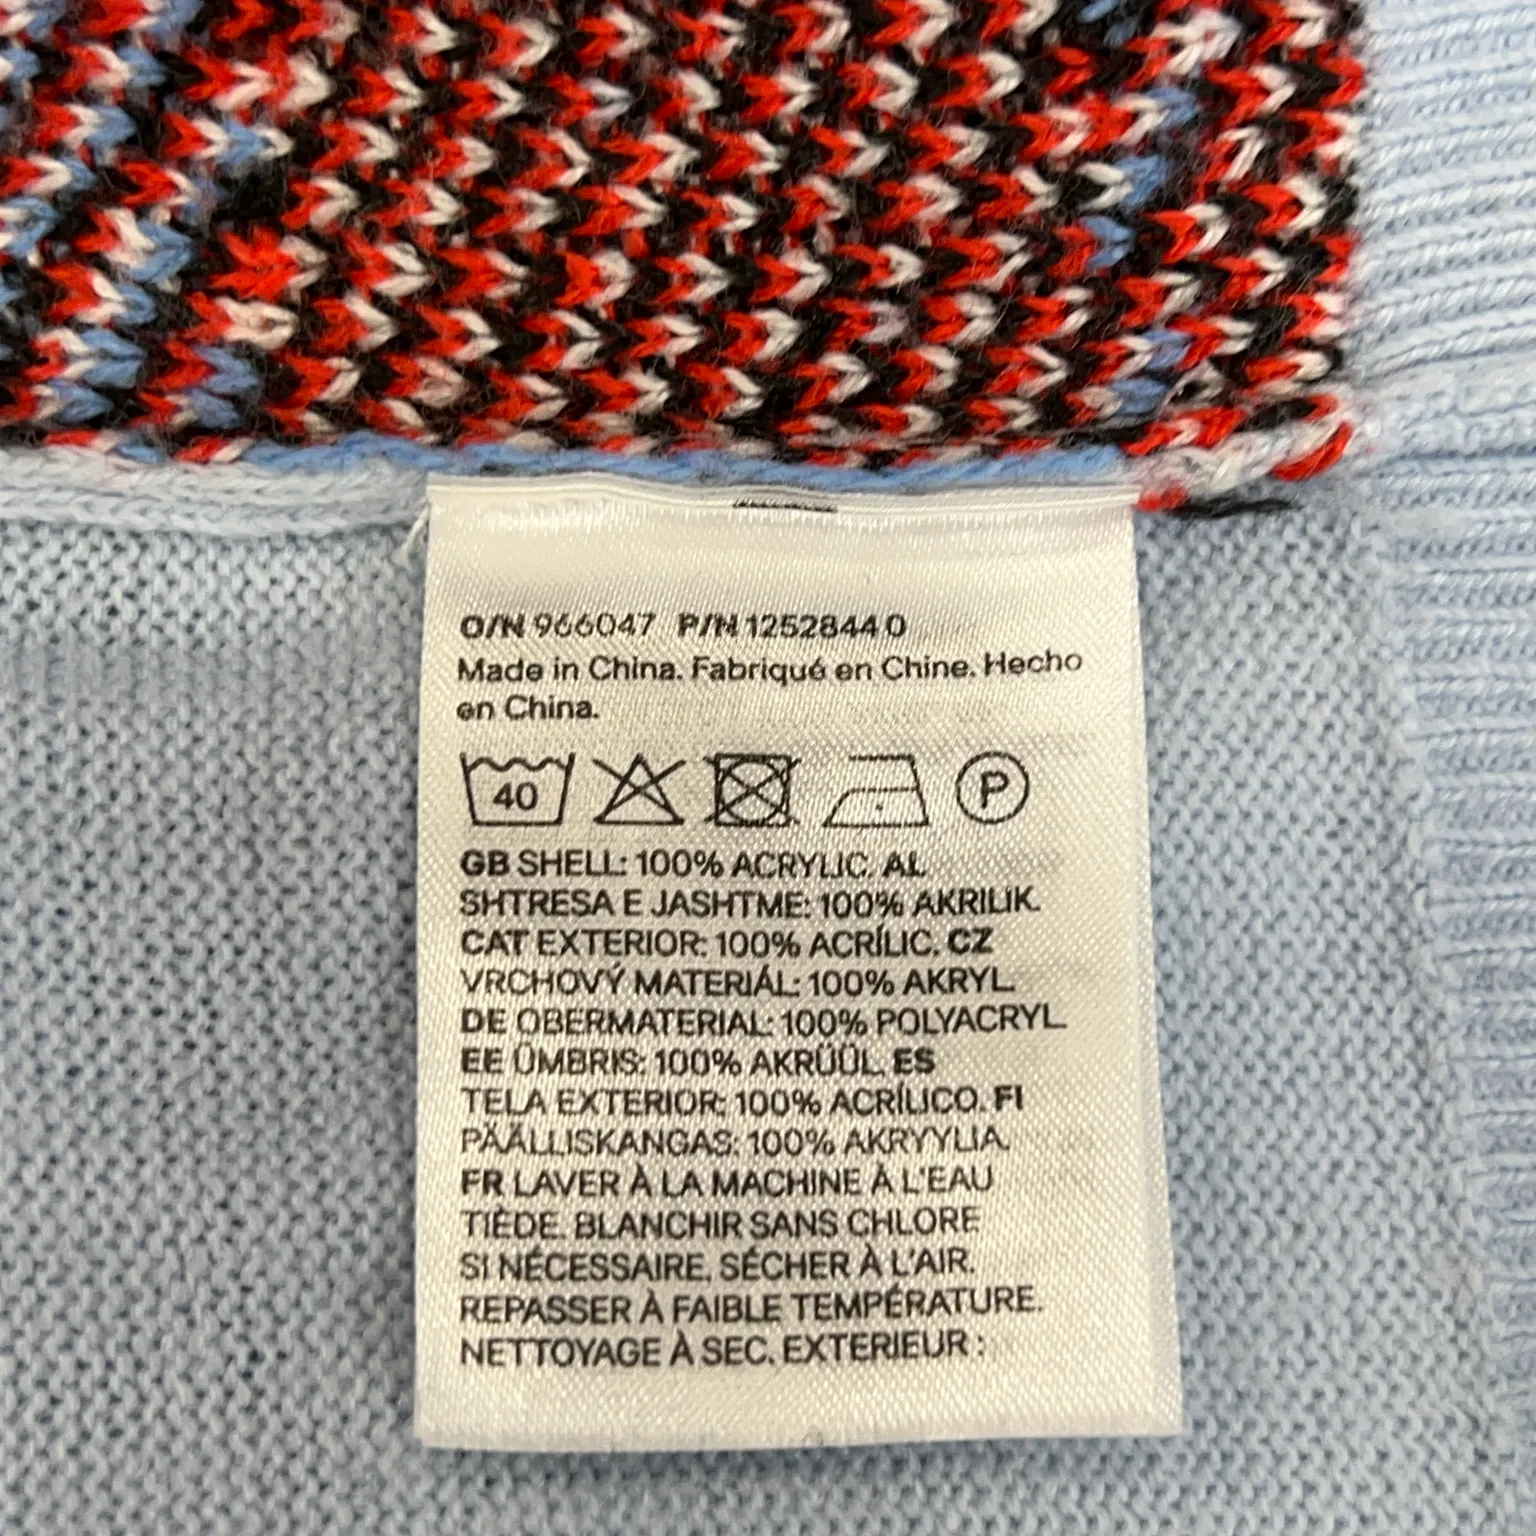 O/N 966047 P/N 1252844 0
Made in China. Fabriqué en Chine. Hecho
en China.
40 P
GB SHELL: 100% ACRYLIC. AL
SHTRESA E JASHTME: 100% AKRILIK.
CAT EXTERIOR: 100% ACRÍLIC. CZ
VRCHOVÝ MATERIÁL: 100% AKRYL.
DE OBERMATERIAL: 100% POLYACRYL.
EE ÜMBRIS: 100% AKRÜÜL. ES
TELA EXTERIOR: 100% ACRÍLICO. FI
PÄÄLLISKANGAS: 100% AKRYYLIA.
FR LAVER À LA MACHINE À L'EAU
TIÈDE. BLANCHIR SANS CHLORE
SI NÉCESSAIRE. SÉCHER À L'AIR.
REPASSER À FAIBLE TEMPÉRATURE.
NETTOYAGE À SEC. EXTERIEUR :